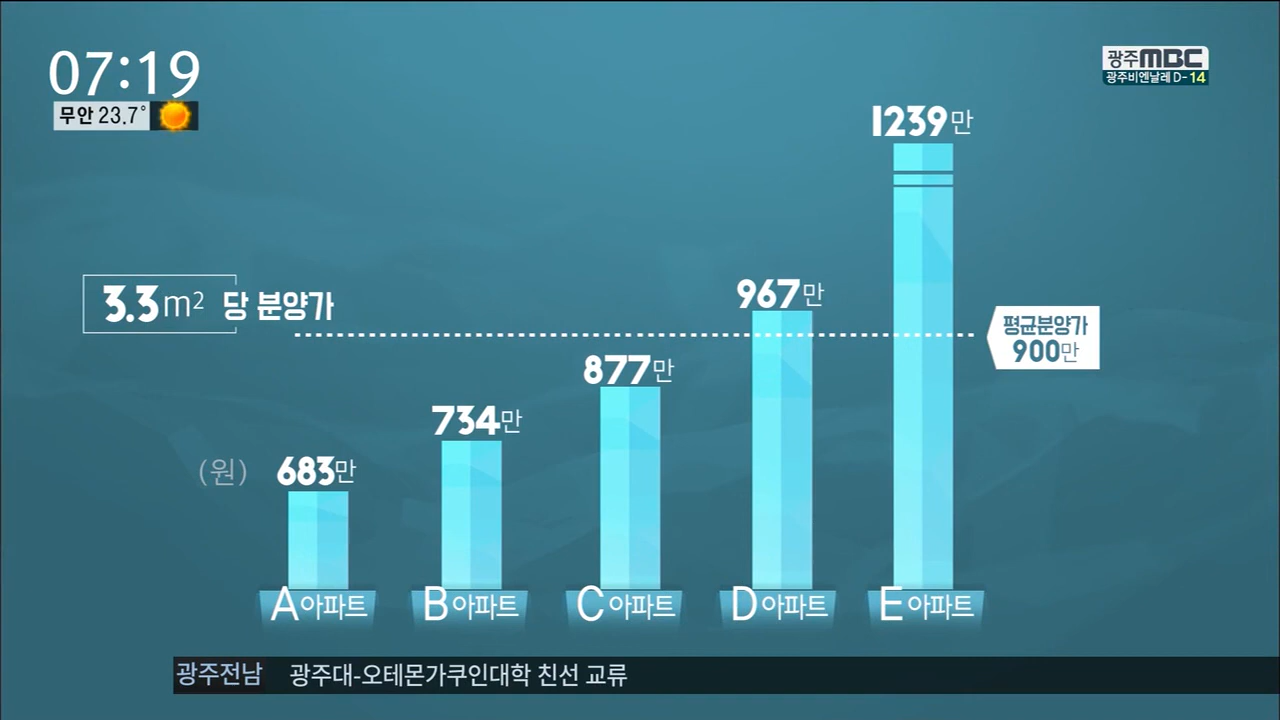 07:19
무안 23.7°
광주MBC
광주비엔날레 D-14
1239만
3.3m² 당 분양가
967만
평균분양가
900만
877만
734만
(원) 683만
A아파트 B아파트 C아파트 D아파트 E아파트
광주전남 광주대-오테몬가쿠인대학 친선 교류